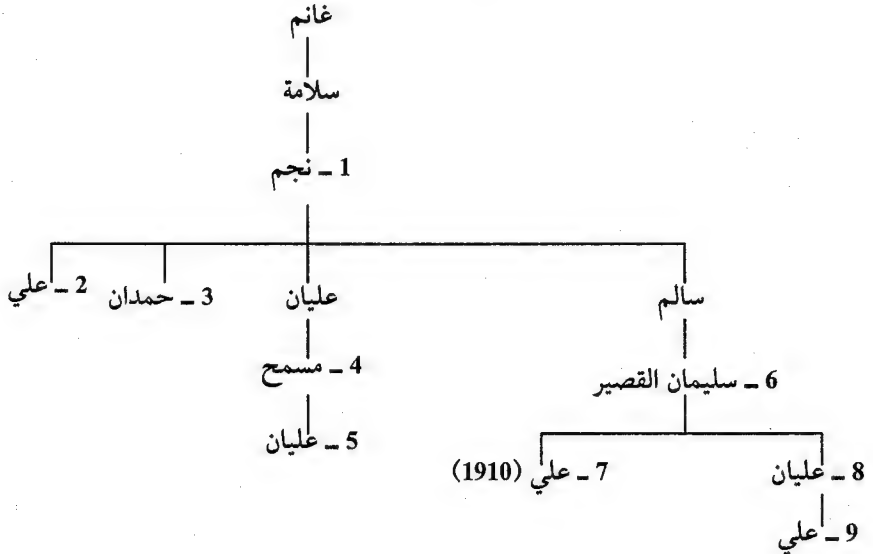 غانم
سلامة
1 ـ نجم
سالم
عليان
3 ـ حمدان
2 ـ علي
4 ـ مسمح
6 ـ سليمان القصير
5 ـ عليان
8 ـ عليان
7 ـ علي (1910)
9 ـ علي